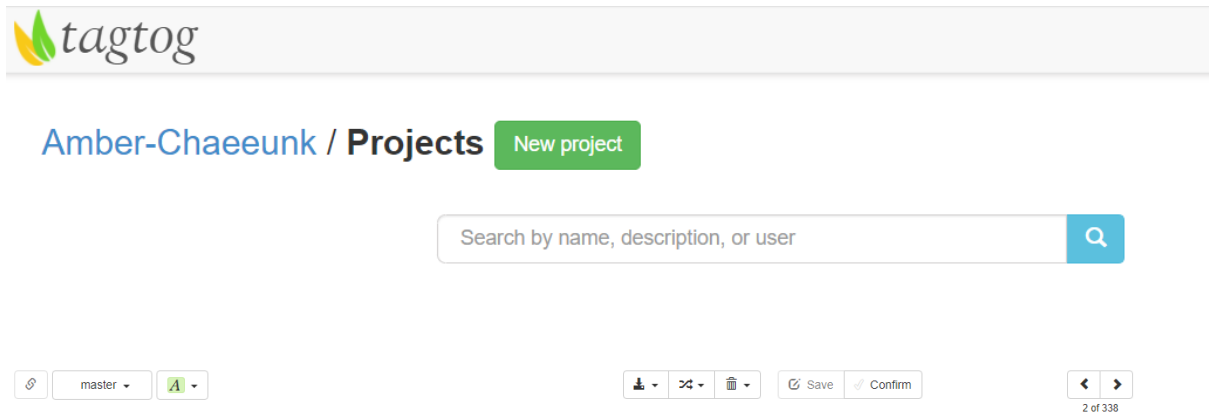 tagtog
Amber-Chaeeunk / Projects New project
Search by name, description, or user
master A Save Confirm
2 of 338